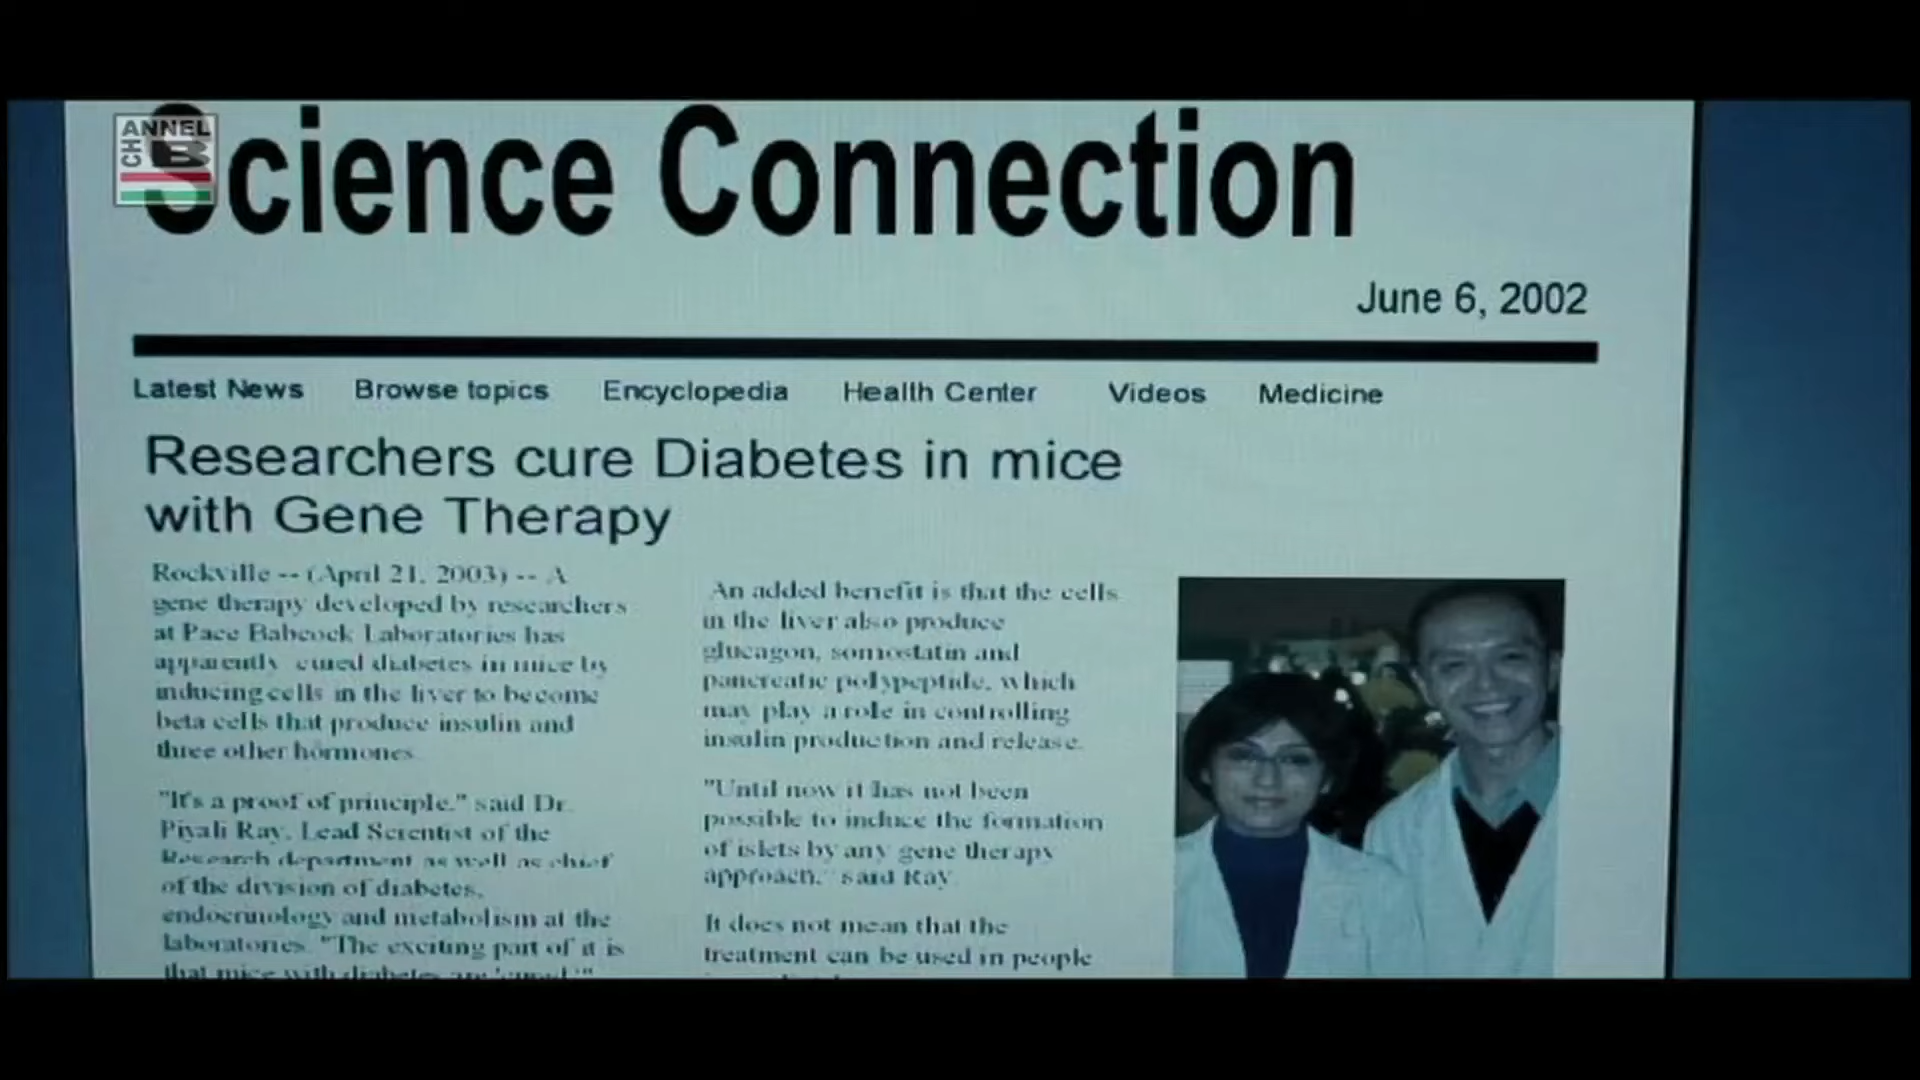 CHANNEL
B
Science Connection
June 6, 2002
Latest News Browse topics Encyclopedia Health Center Videos Medicine
Researchers cure Diabetes in mice
with Gene Therapy
Rockville -- (April 21, 2003) -- A
gene therapy developed by researchers
at Pace Babcock Laboratories has
apparently cured diabetes in mice by
inducing cells in the liver to become
beta cells that produce insulin and
three other hormones.
"It's a proof of principle," said Dr.
Piyali Ray, Lead Scientist of the
Research department as well as chief
of the division of diabetes,
endocrinology and metabolism at the
laboratories. "The exciting part of it is
that mice with diabetes are 'cured.'"
An added benefit is that the cells
in the liver also produce
glucagon, somostatin and
pancreatic polypeptide, which
may play a role in controlling
insulin production and release.
"Until now it has not been
possible to induce the formation
of islets by any gene therapy
approach," said Ray.
It does not mean that the
treatment can be used in people